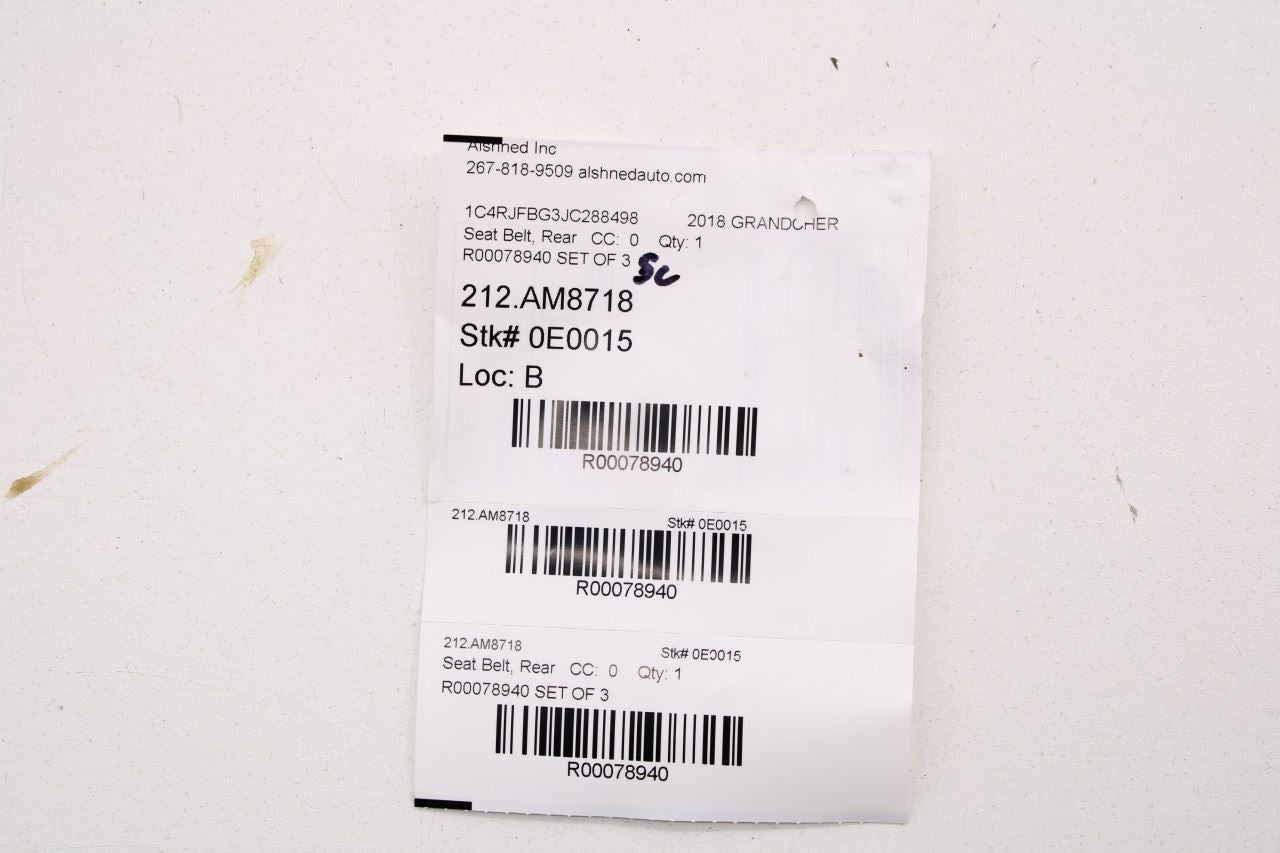 Alshned Inc
267-818-9509 alshnedauto.com
1C4RJFBG3JC288498 2018 GRANDCHER
Seat Belt, Rear CC: 0 Qty: 1
R00078940 SET OF 3
212.AM8718
Stk# 0E0015
Loc: B
R00078940
212.AM8718 Stk# 0E0015
R00078940
212.AM8718 Stk# 0E0015
Seat Belt, Rear CC: 0 Qty: 1
R00078940 SET OF 3
R00078940